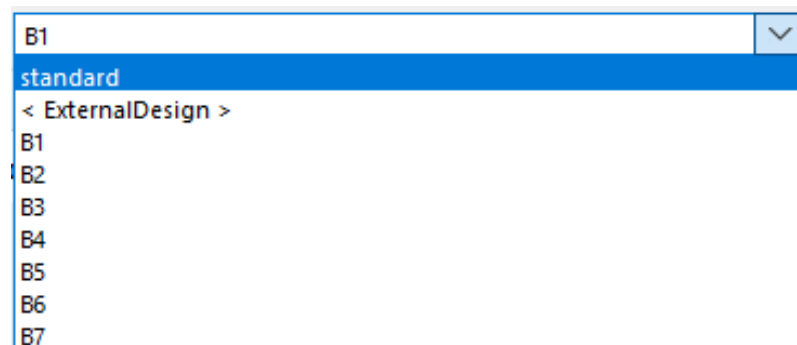 B1
standard
< ExternalDesign >
B1
B2
B3
B4
B5
B6
B7